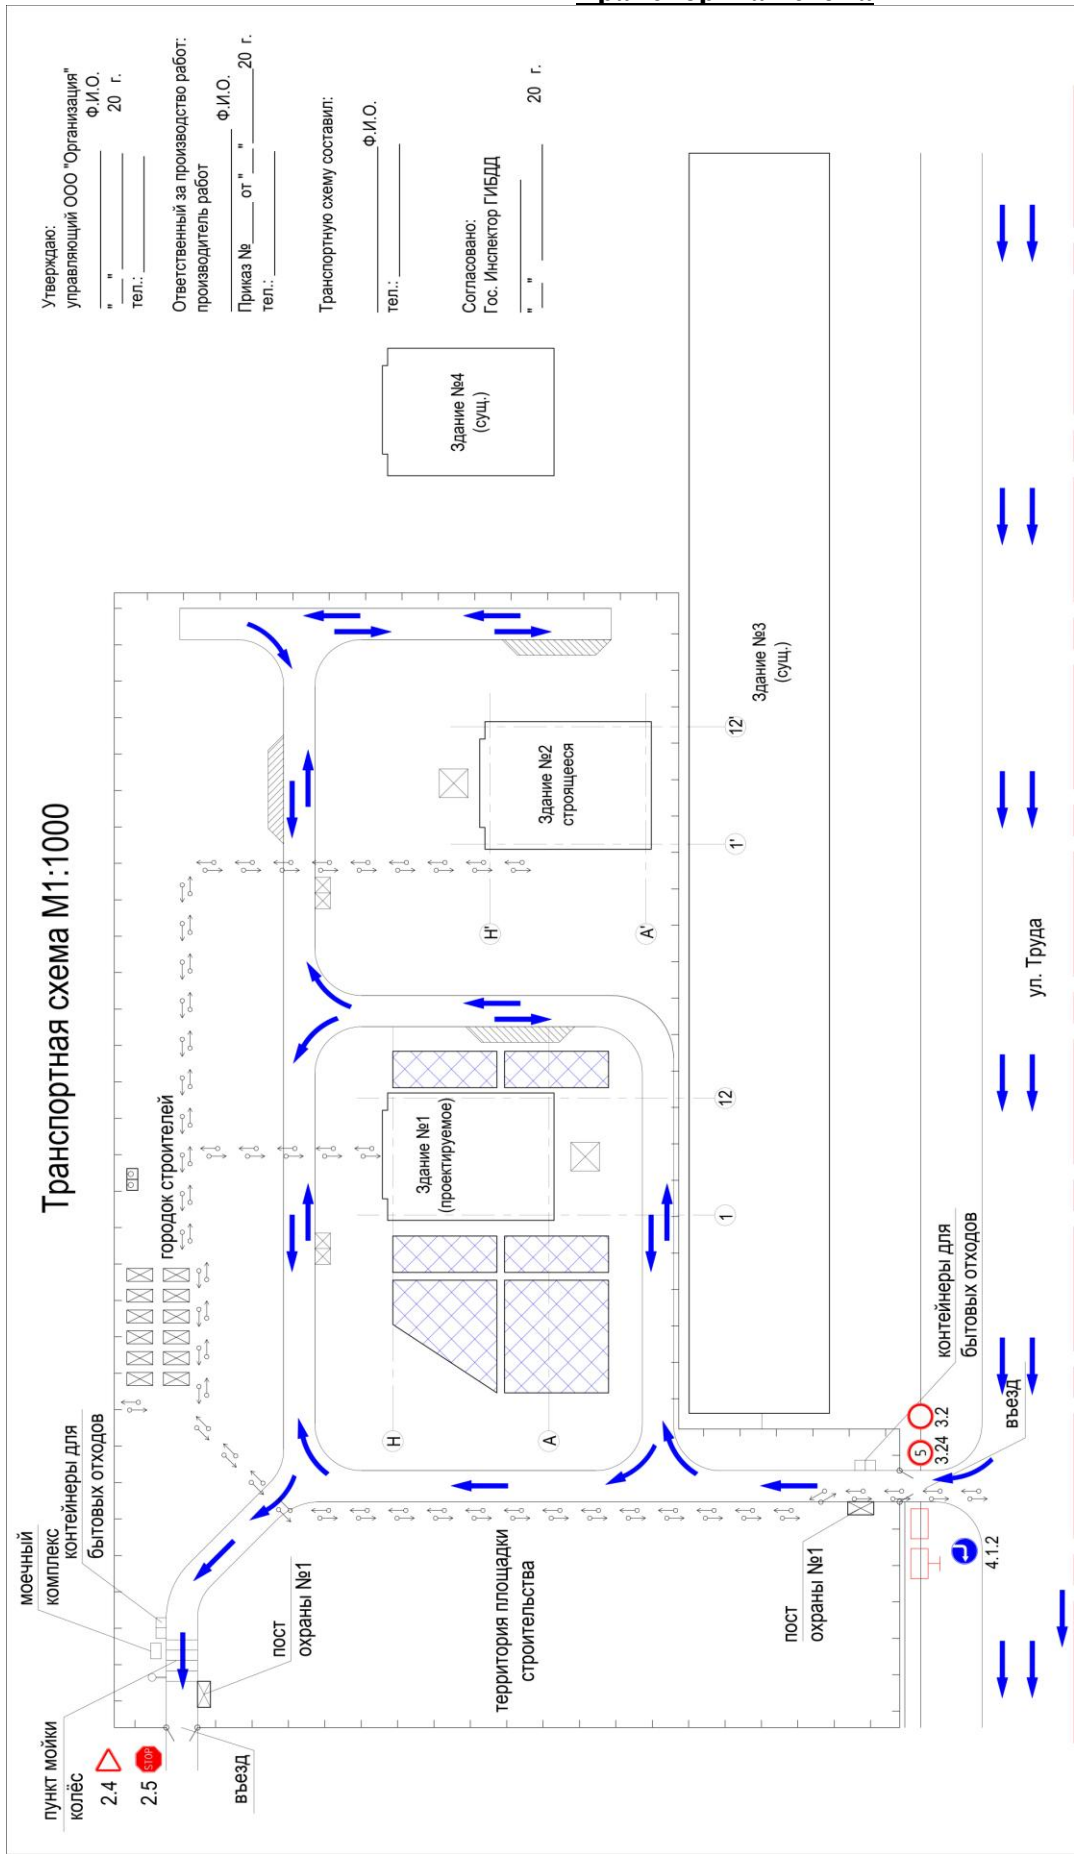 Транспортная схема М1:1000
Утверждаю:
управляющий ООО "Организация"
Ф.И.О.
" " 20 г.
тел.:
Ответственный за производство работ:
производитель работ
Ф.И.О.
Приказ № от " " 20 г.
тел.:
Транспортную схему составил:
Ф.И.О.
тел.:
Согласовано:
Гос. Инспектор ГИБДД
" " 20 г.
пункт мойки
колёс
моечный
комплекс
контейнеры для
бытовых отходов
городок строителей
2.4
2.5
STOP
въезд
пост
охраны №1
Здание №1
(проектируемое)
Н
А
1
12
Здание №2
строящееся
Н'
А'
1'
12'
Здание №4
(сущ.)
Здание №3
(сущ.)
территория площадки
строительства
пост
охраны №1
контейнеры для
бытовых отходов
5
3.24
3.2
въезд
4.1.2
ул. Труда